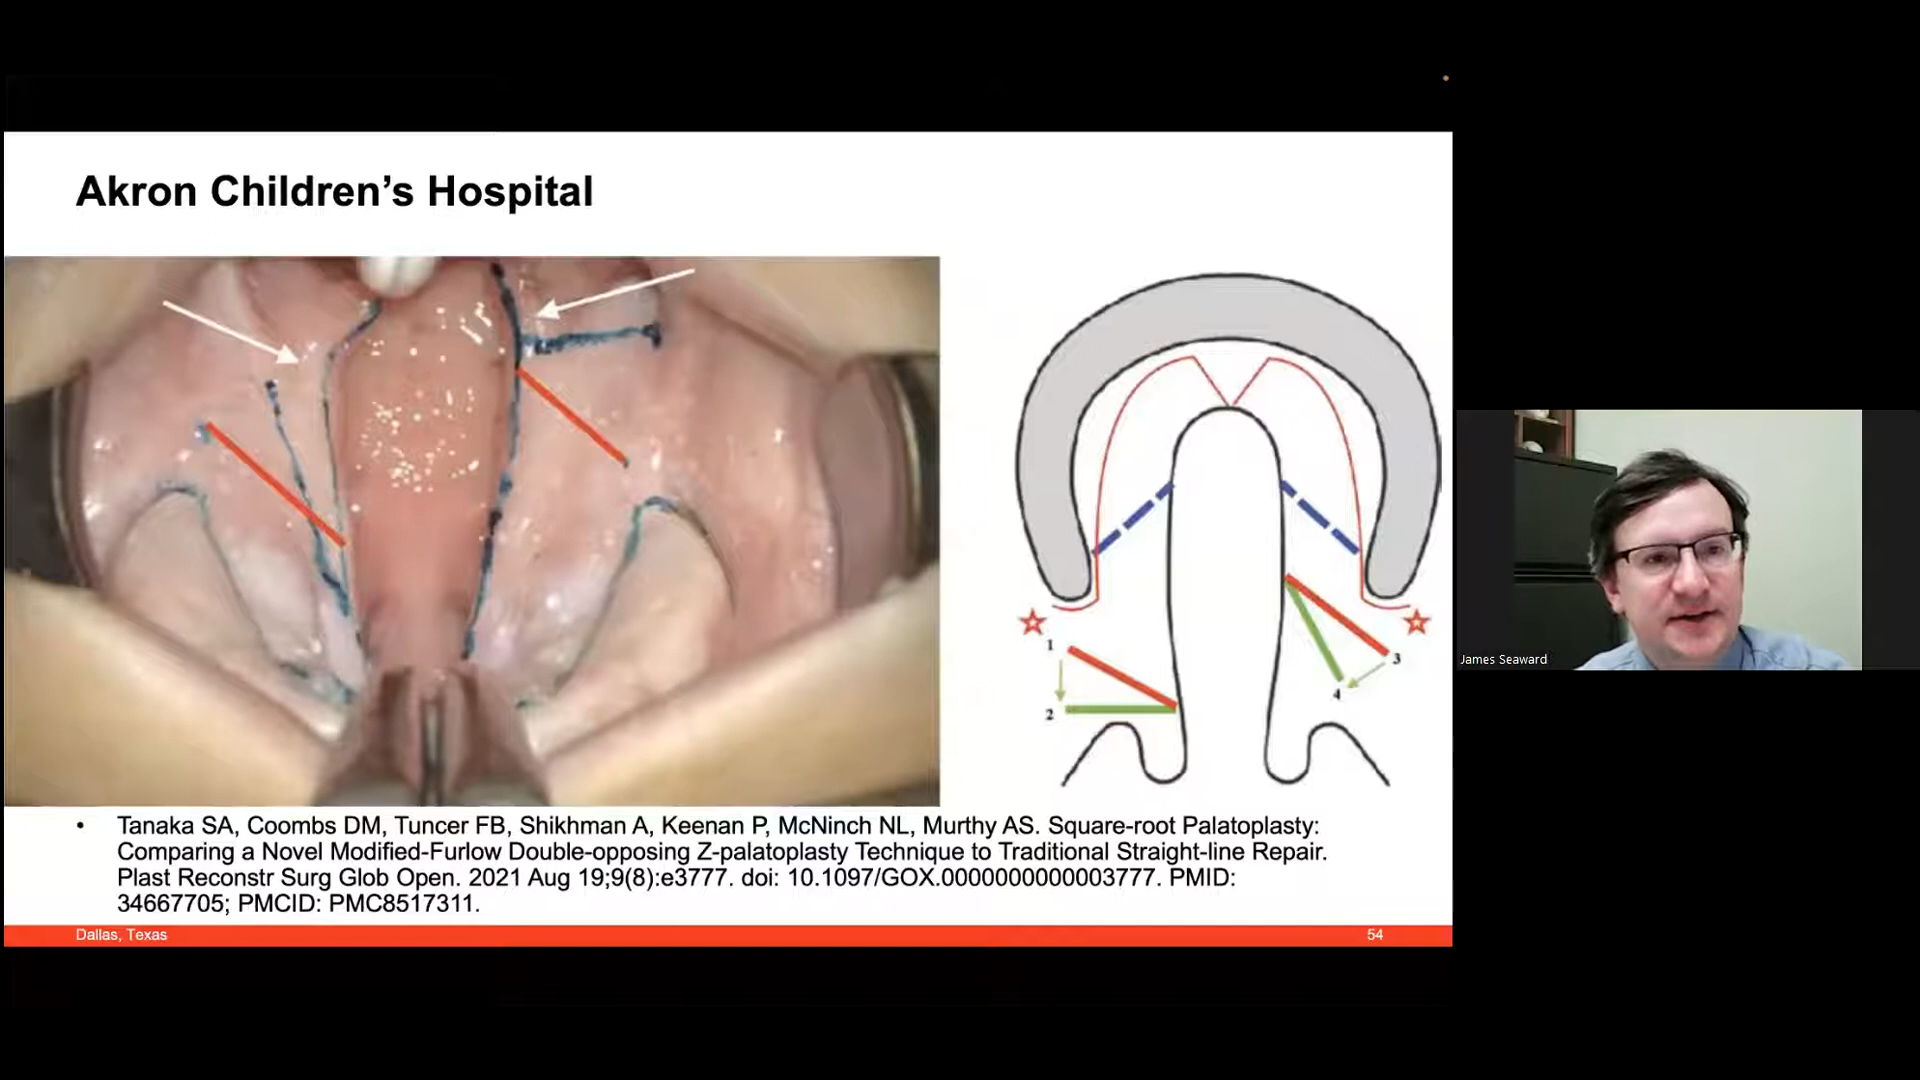 Akron Children's Hospital
1
2
3
4
• Tanaka SA, Coombs DM, Tuncer FB, Shikhman A, Keenan P, McNinch NL, Murthy AS. Square-root Palatoplasty:
Comparing a Novel Modified-Furlow Double-opposing Z-palatoplasty Technique to Traditional Straight-line Repair.
Plast Reconstr Surg Glob Open. 2021 Aug 19;9(8):e3777. doi: 10.1097/GOX.0000000000003777. PMID:
34667705; PMCID: PMC8517311.
Dallas, Texas
54
James Seaward